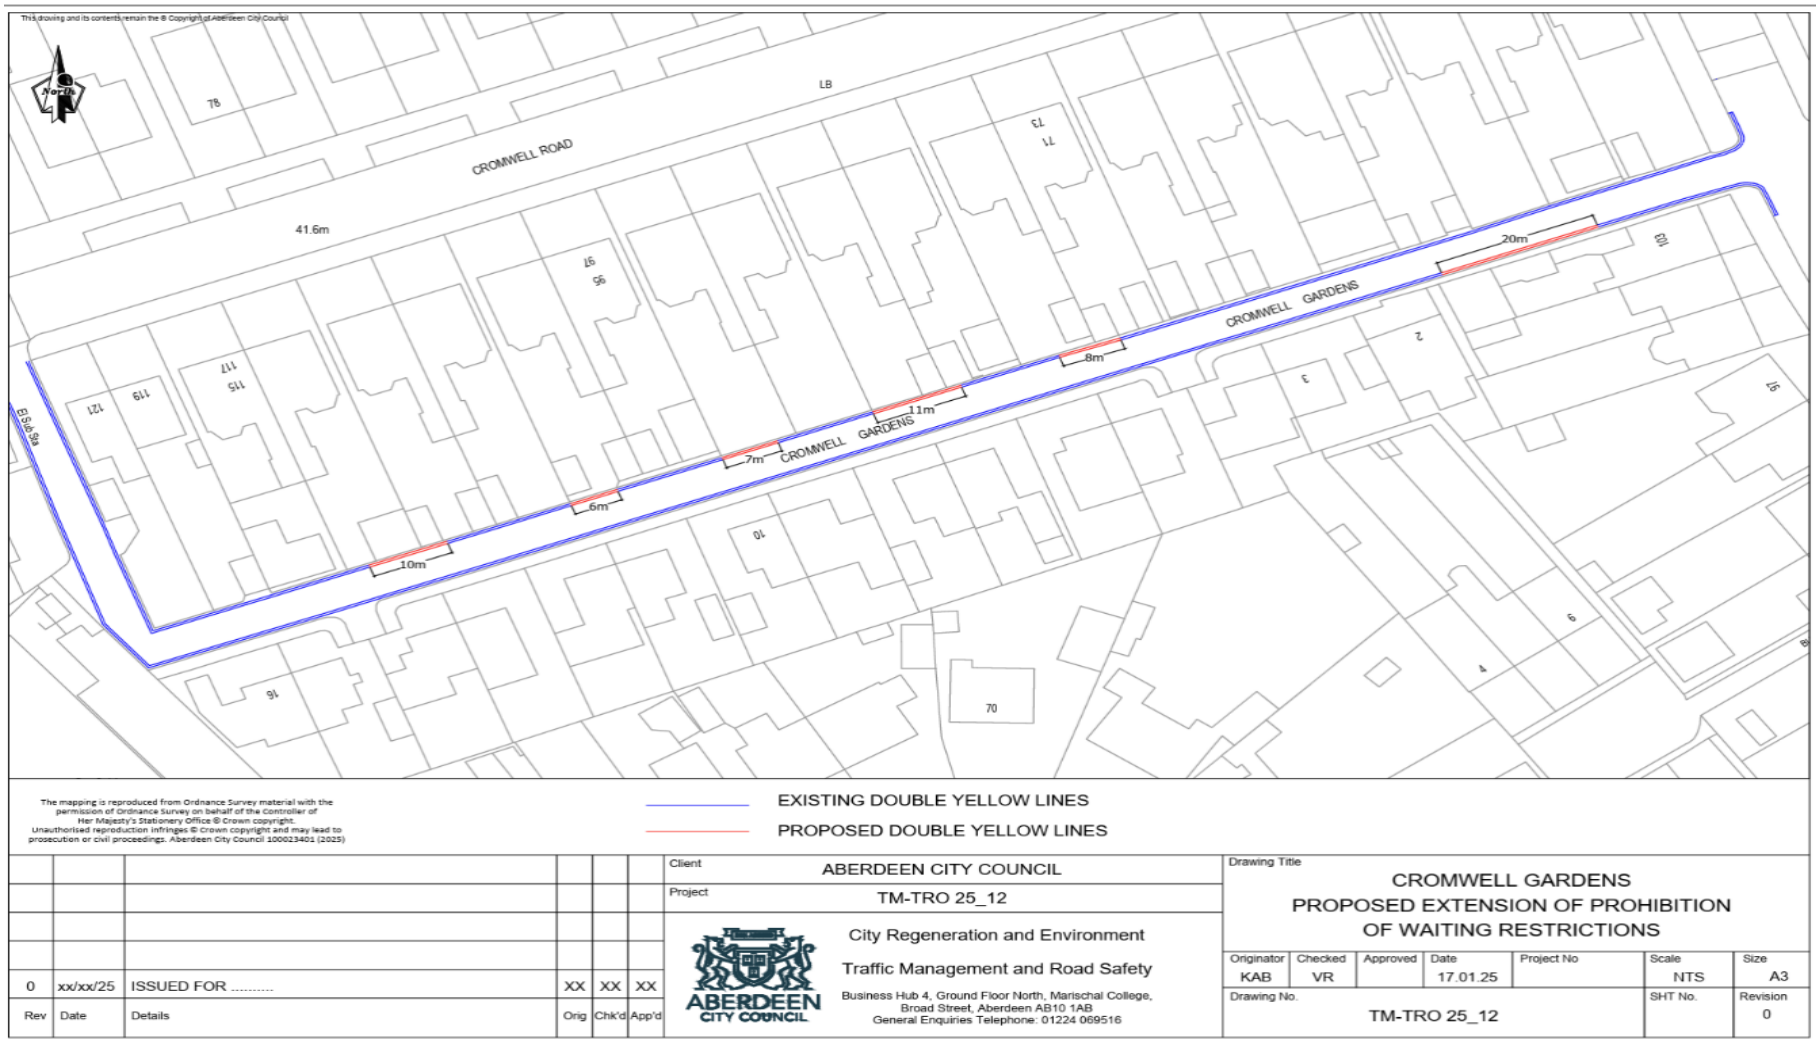 This drawing and its contents remain the © Copyright of Aberdeen City Council
North
78
LB
CROMWELL ROAD
73
71
41.6m
97
95
103
20m
CROMWELL GARDENS
2
8m
3
97
117
115
119
121
El Sub Sta
11m
CROMWELL GARDENS
7m
6m
10m
10
16
70
9
4
The mapping is reproduced from Ordnance Survey material with the
permission of Ordnance Survey on behalf of the Controller of
Her Majesty's Stationery Office © Crown copyright.
Unauthorised reproduction infringes © Crown copyright and may lead to
prosecution or civil proceedings. Aberdeen City Council 100023401 (2025)
EXISTING DOUBLE YELLOW LINES
PROPOSED DOUBLE YELLOW LINES
Client
ABERDEEN CITY COUNCIL
Project
TM-TRO 25_12
ABERDEEN
CITY COUNCIL
City Regeneration and Environment
Traffic Management and Road Safety
Business Hub 4, Ground Floor North, Marischal College,
Broad Street, Aberdeen AB10 1AB
General Enquiries Telephone: 01224 069516
Drawing Title
CROMWELL GARDENS
PROPOSED EXTENSION OF PROHIBITION
OF WAITING RESTRICTIONS
Originator Checked Approved Date Project No Scale Size
KAB VR 17.01.25 NTS A3
Drawing No. SHT No. Revision
TM-TRO 25_12 0
0 xx/xx/25 ISSUED FOR .......... XX XX XX
Rev Date Details Orig Chk'd App'd